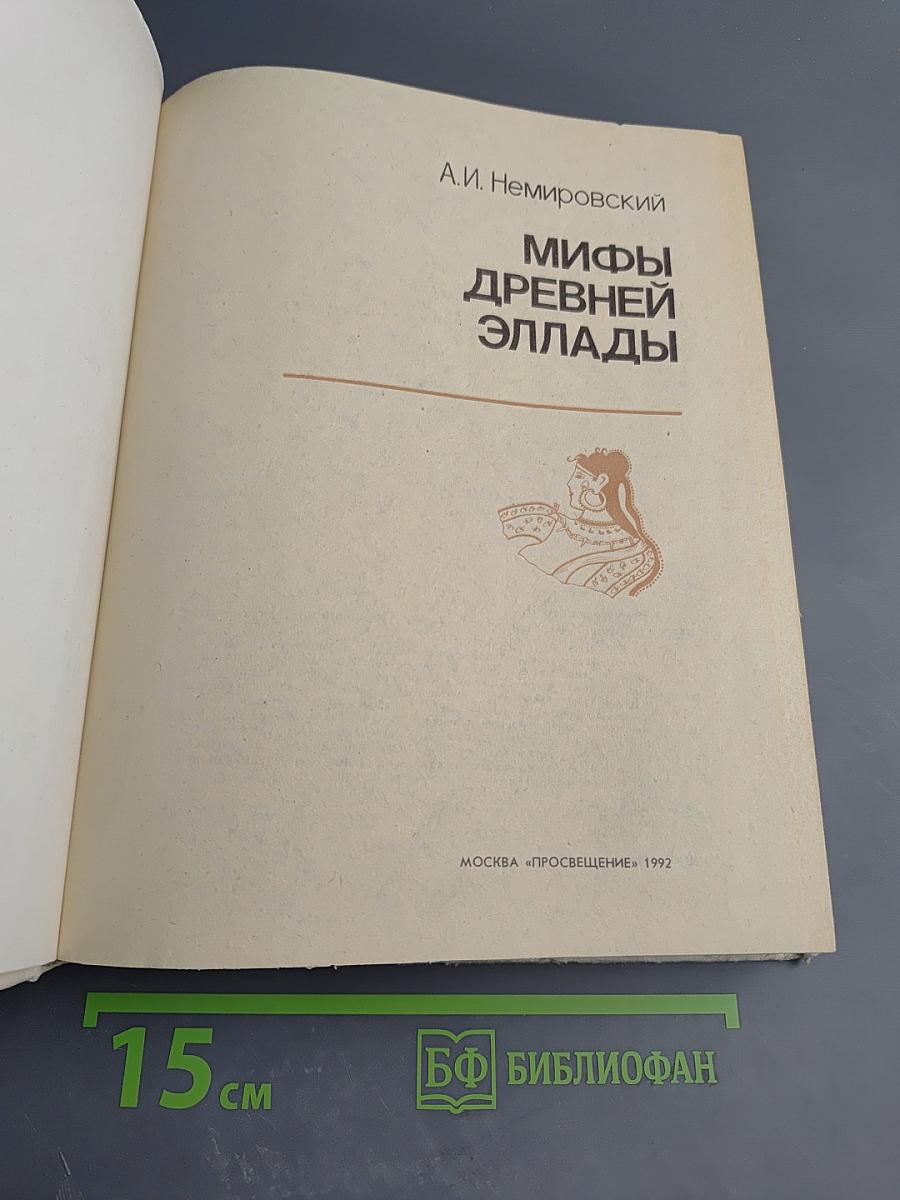 А.И. Немировский
МИФЫ
ДРЕВНЕЙ
ЭЛЛАДЫ
МОСКВА «ПРОСВЕЩЕНИЕ» 1992
15 см
БФ БИБЛИОФАН